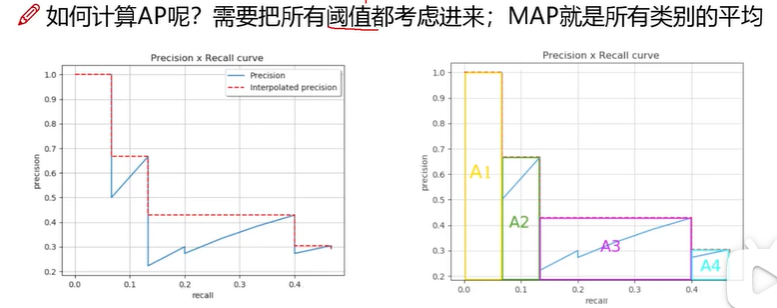 如何计算AP呢？需要把所有阈值都考虑进来；MAP就是所有类别的平均
Precision x Recall curve
Precision
Interpolated precision
1.0
0.9
0.8
0.7
0.6
0.5
0.4
0.3
0.2
precision
0.0
0.1
0.2
0.3
0.4
recall
Precision x Recall curve
1.0
0.9
0.8
0.7
0.6
0.5
0.4
0.3
0.2
precision
A1
A2
A3
A4
0.0
0.1
0.2
0.3
0.4
recall